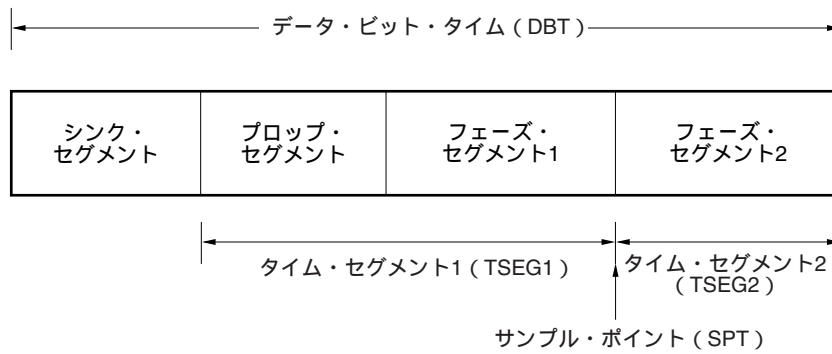 データ・ビット・タイム（DBT）
シンク・
セグメント
プロップ・
セグメント
フェーズ・
セグメント1
フェーズ・
セグメント2
タイム・セグメント1（TSEG1）
タイム・セグメント2
（TSEG2）
サンプル・ポイント（SPT）